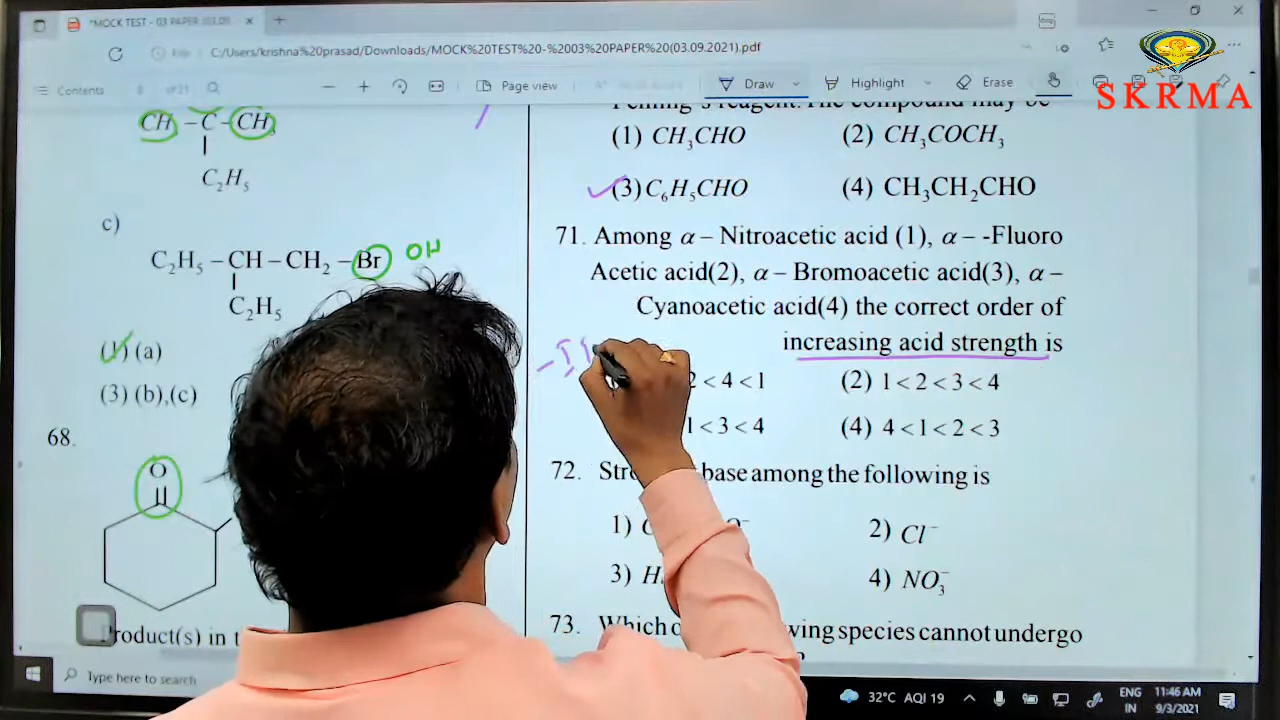 *MOCK TEST - 03 PAPER (03.09
C:/Users/krishna%20prasad/Downloads/MOCK%20TEST%20-%2003%20PAPER%20(03.09.2021).pdf
Contents
Page view
Draw
Highlight
Erase
SKRMA
CH – C – CH
C₂H₅
c)
C₂H₅ – CH – CH₂ – Br OH
C₂H₅
(1) (a)
(3) (b),(c)
68.
O
Product(s) in
Fehling's reagent. The compound may be
(1) CH₃CHO (2) CH₃COCH₃
(3) C₆H₅CHO (4) CH₃CH₂CHO
71. Among α – Nitroacetic acid (1), α – -Fluoro
Acetic acid(2), α – Bromoacetic acid(3), α –
Cyanoacetic acid(4) the correct order of
increasing acid strength is
-I
2 < 4 < 1 (2) 1 < 2 < 3 < 4
1 < 3 < 4 (4) 4 < 1 < 2 < 3
72. base among the following is
1) 2) Cl⁻
3) 4) NO₃⁻
73. Which species cannot undergo
Type here to search
32°C AQI 19
ENG
IN
11:46 AM
9/3/2021